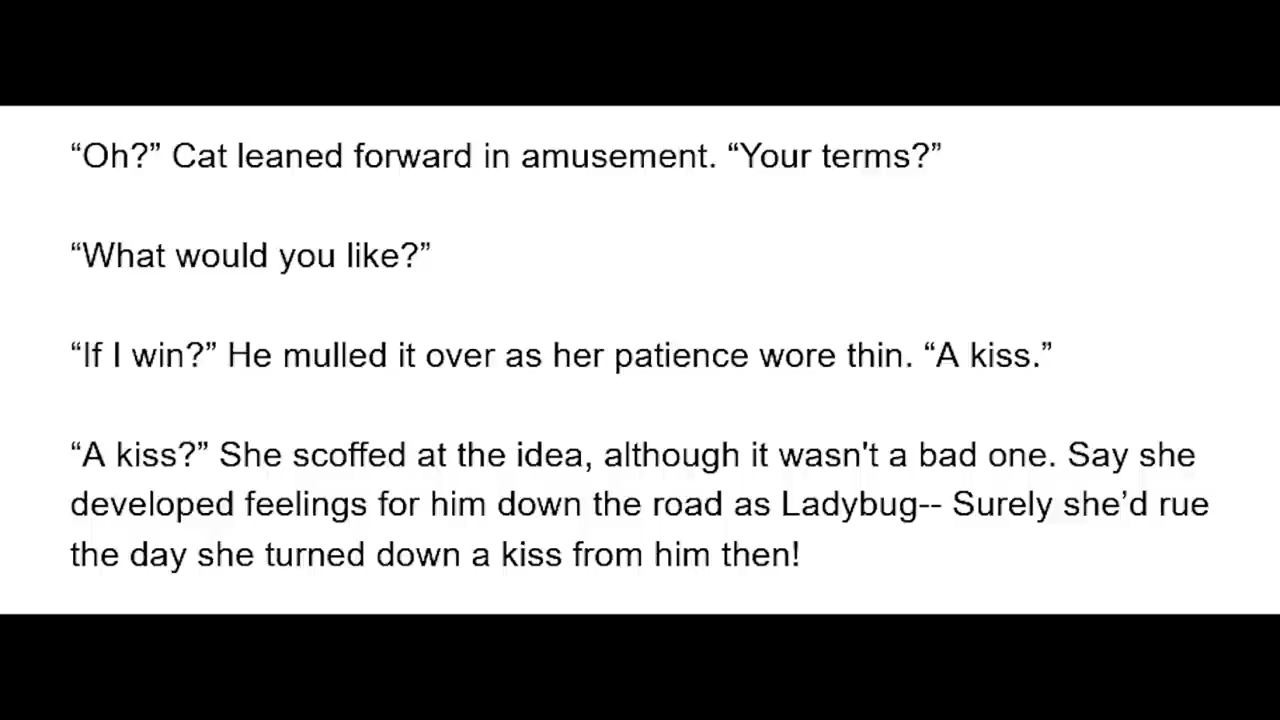 “Oh?” Cat leaned forward in amusement. “Your terms?”
“What would you like?”
“If I win?” He mulled it over as her patience wore thin. “A kiss.”
“A kiss?” She scoffed at the idea, although it wasn't a bad one. Say she
developed feelings for him down the road as Ladybug-- Surely she’d rue
the day she turned down a kiss from him then!